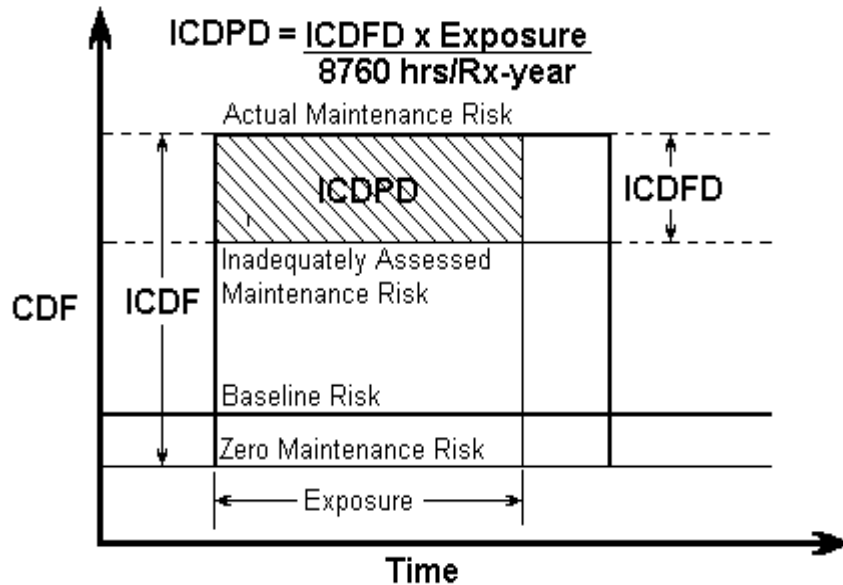 ICDPD = ICDFD x Exposure
8760 hrs/Rx-year
Actual Maintenance Risk
ICDPD
ICDFD
Inadequately Assessed
Maintenance Risk
CDF
ICDF
Baseline Risk
Zero Maintenance Risk
Exposure
Time